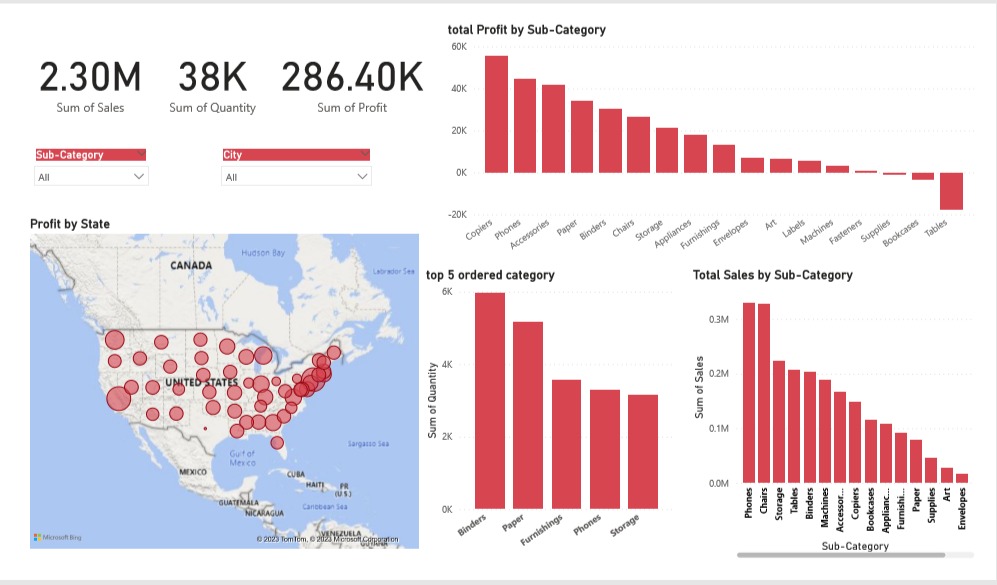 2.30M
Sum of Sales
38K
Sum of Quantity
286.40K
Sum of Profit
Sub-Category
All
City
All
Profit by State
CANADA
Hudson Bay
Labrador Sea
UNITED STATES
Sargasso Sea
Gulf of
Mexico
MEXICO
CUBA
HAITI
PR
(U.S.)
GUATEMALA
Caribbean Sea
NICARAGUA
VENEZUELA
GUYANA
Microsoft Bing
© 2023 TomTom, © 2023 Microsoft Corporation
total Profit by Sub-Category
60K
40K
20K
0K
-20K
Copiers
Phones
Accessories
Paper
Binders
Chairs
Storage
Appliances
Furnishings
Envelopes
Art
Labels
Machines
Fasteners
Supplies
Bookcases
Tables
top 5 ordered category
Sum of Quantity
6K
4K
2K
0K
Binders
Paper
Furnishings
Phones
Storage
Total Sales by Sub-Category
Sum of Sales
0.3M
0.2M
0.1M
0.0M
Phones
Chairs
Storage
Tables
Binders
Machines
Accessor...
Copiers
Bookcases
Applianc...
Furnishi...
Paper
Supplies
Art
Envelopes
Sub-Category